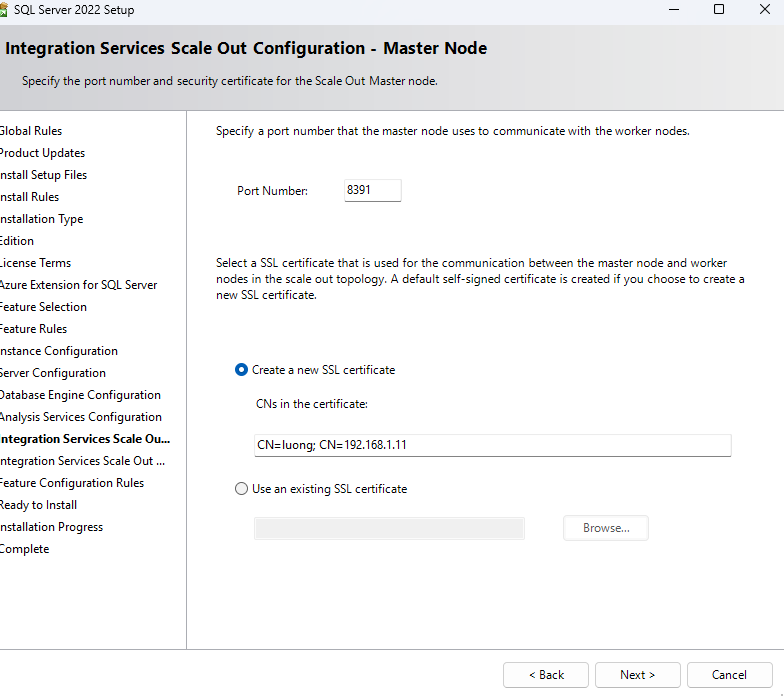 SQL Server 2022 Setup
Integration Services Scale Out Configuration - Master Node
Specify the port number and security certificate for the Scale Out Master node.
Global Rules
Product Updates
Install Setup Files
Install Rules
Installation Type
Edition
License Terms
Azure Extension for SQL Server
Feature Selection
Feature Rules
Instance Configuration
Server Configuration
Database Engine Configuration
Analysis Services Configuration
Integration Services Scale Ou...
Integration Services Scale Out ...
Feature Configuration Rules
Ready to Install
Installation Progress
Complete
Specify a port number that the master node uses to communicate with the worker nodes.
Port Number: 8391
Select a SSL certificate that is used for the communication between the master node and worker
nodes in the scale out topology. A default self-signed certificate is created if you choose to create a
new SSL certificate.
Create a new SSL certificate
CNs in the certificate:
CN=luong; CN=192.168.1.11
Use an existing SSL certificate
Browse...
< Back Next > Cancel